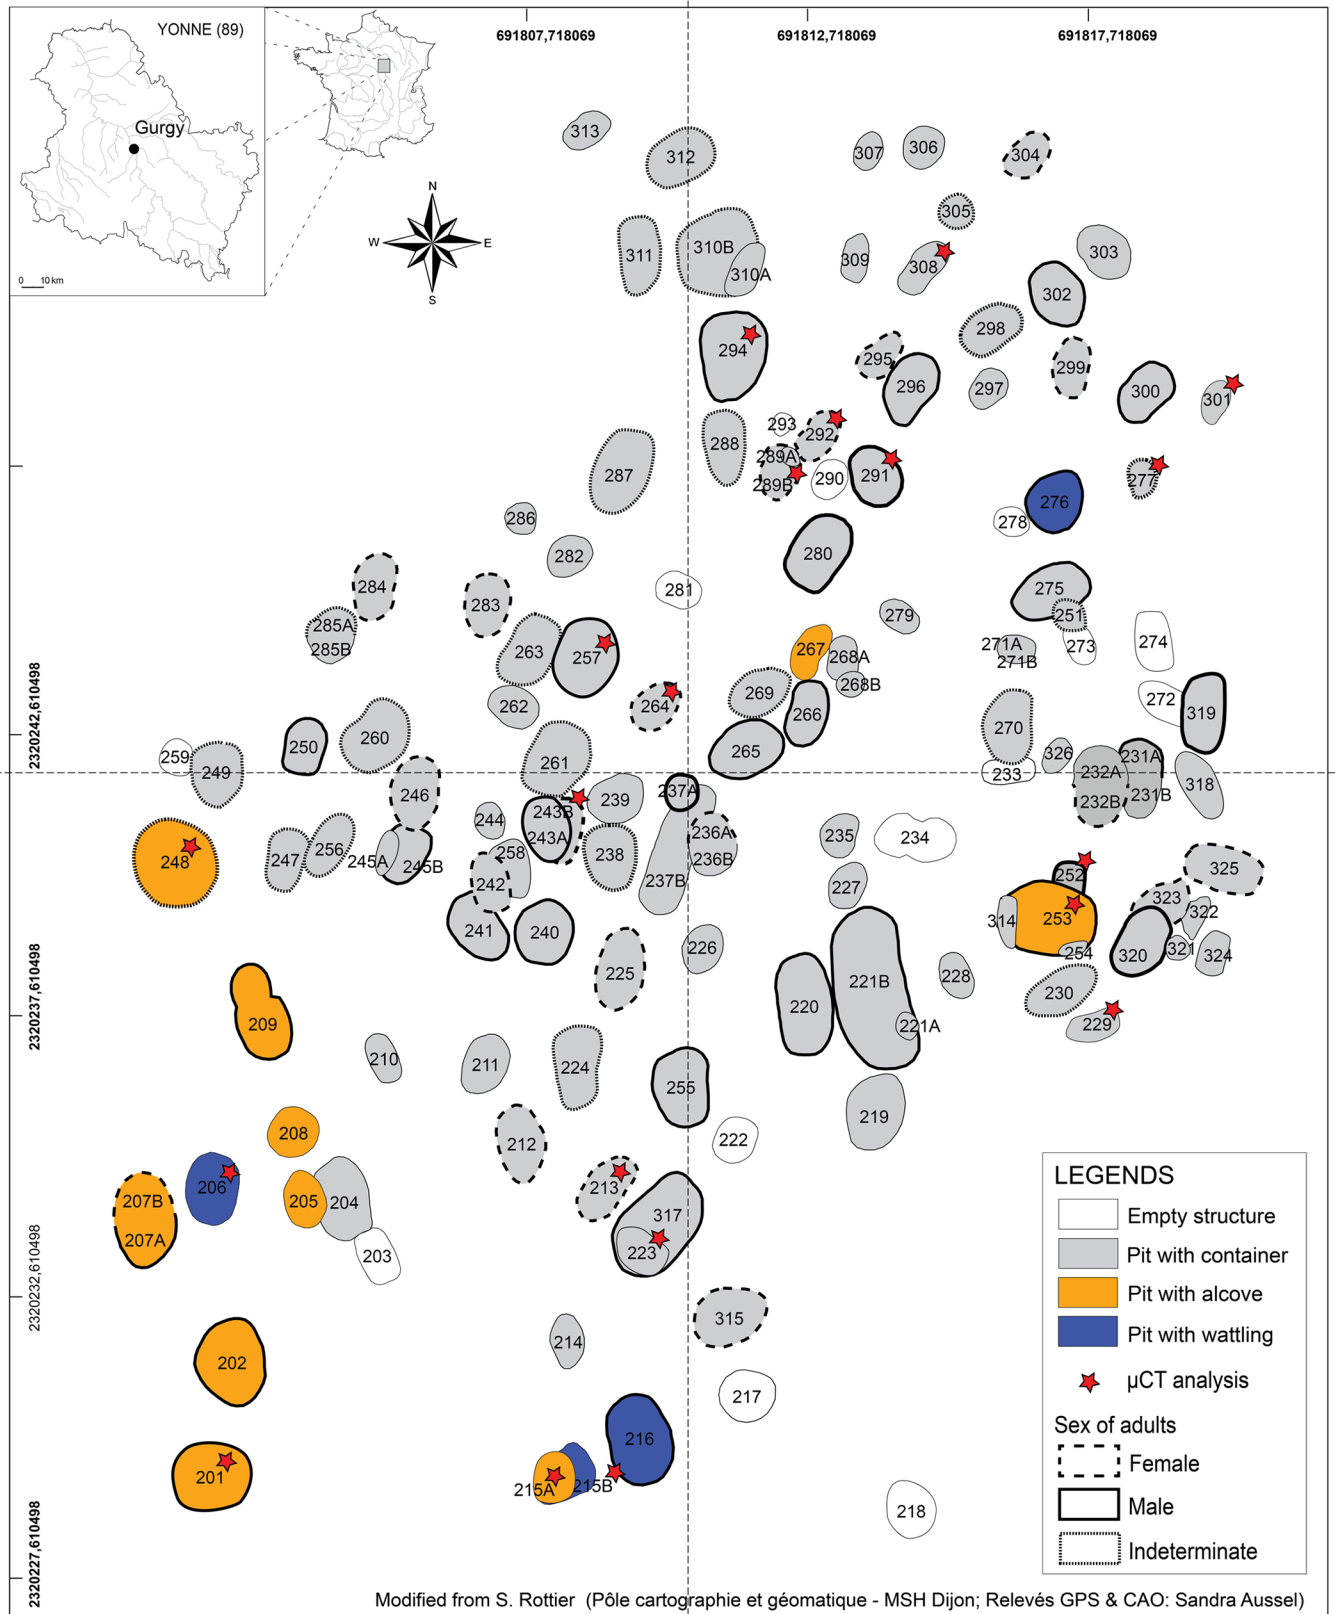 YONNE (89)
Gurgy
0 10 km
N
W E
S
691807,718069
691812,718069
691817,718069
313
312
307
306
304
305
311
310B
310A
309
308
303
302
298
294
295
296
297
299
300
301
293
292
288
289A
289B
290
291
287
277
276
278
286
282
280
284
283
281
275
251
279
285A
285B
263
257
267
268A
268B
271A
271B
273
274
262
264
269
266
272
319
2320242,610498
250
260
259
249
261
265
270
326
233
232A
232B
231A
231B
318
246
237A
239
243B
243A
244
236A
236B
235
234
248
247
256
245A
245B
258
242
238
237B
227
252
325
323
322
314
253
254
320
321
324
241
240
226
225
221B
220
228
230
2320237,610498
209
221A
229
210
211
224
255
219
208
212
222
206
207B
207A
205
204
213
317
203
223
2320232,610498
315
214
202
217
216
201
215A
215B
218
2320227,610498
LEGENDS
Empty structure
Pit with container
Pit with alcove
Pit with wattling
µCT analysis
Sex of adults
Female
Male
Indeterminate
Modified from S. Rottier (Pôle cartographie et géomatique - MSH Dijon; Relevés GPS & CAO: Sandra Aussel)